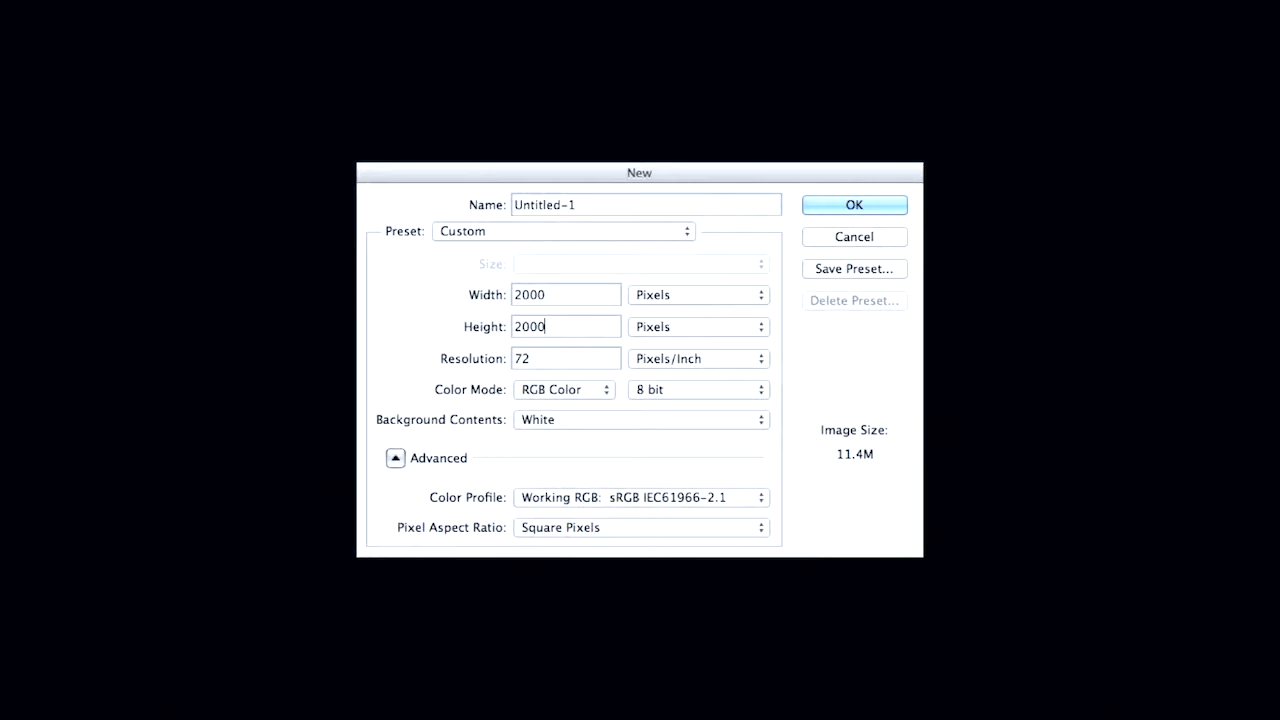 New
Name: Untitled-1
OK
Preset: Custom
Cancel
Size:
Save Preset...
Width: 2000 Pixels
Delete Preset...
Height: 2000 Pixels
Resolution: 72 Pixels/Inch
Color Mode: RGB Color 8 bit
Background Contents: White
Image Size:
11.4M
Advanced
Color Profile: Working RGB: sRGB IEC61966-2.1
Pixel Aspect Ratio: Square Pixels